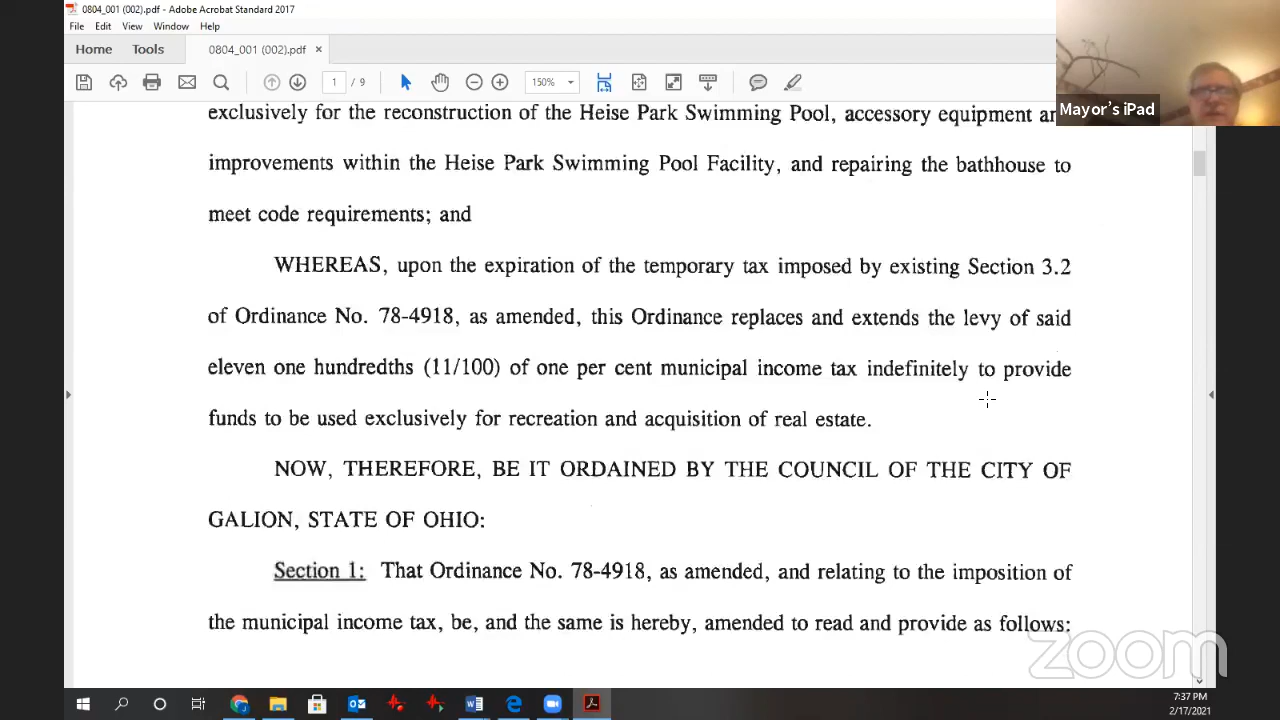 0804_001 (002).pdf - Adobe Acrobat Standard 2017
File Edit View Window Help
Home Tools 0804_001 (002).pdf ×
1 / 9 150%
exclusively for the reconstruction of the Heise Park Swimming Pool, accessory equipment an
improvements within the Heise Park Swimming Pool Facility, and repairing the bathhouse to
meet code requirements; and
WHEREAS, upon the expiration of the temporary tax imposed by existing Section 3.2
of Ordinance No. 78-4918, as amended, this Ordinance replaces and extends the levy of said
eleven one hundredths (11/100) of one per cent municipal income tax indefinitely to provide
funds to be used exclusively for recreation and acquisition of real estate.
NOW, THEREFORE, BE IT ORDAINED BY THE COUNCIL OF THE CITY OF
GALION, STATE OF OHIO:
Section 1: That Ordinance No. 78-4918, as amended, and relating to the imposition of
the municipal income tax, be, and the same is hereby, amended to read and provide as follows:
Mayor's iPad
zoom
7:37 PM
2/17/2021